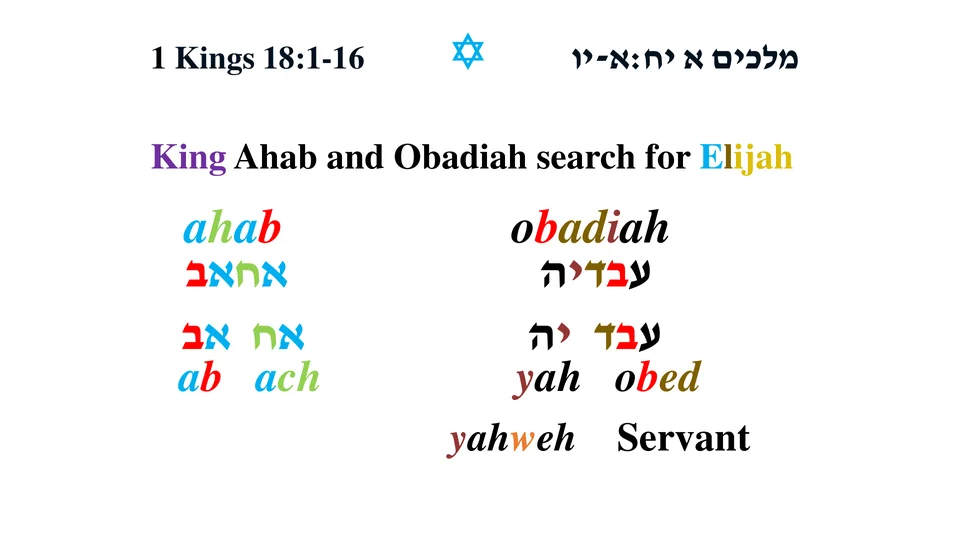 1 Kings 18:1-16 ✡ מלכים א יח:א-יו
King Ahab and Obadiah search for Elijah
ahab obadiah
אחאב עבדיה
אח אב עבד יה
ab ach yah obed
yahweh Servant